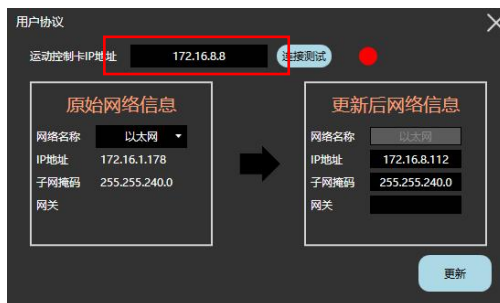 用户协议
运动控制卡IP地址 172.16.8.8 连接测试
原始网络信息
网络名称 以太网
IP地址 172.16.1.178
子网掩码 255.255.240.0
网关
更新后网络信息
网络名称 以太网
IP地址 172.16.8.112
子网掩码 255.255.240.0
网关
更新